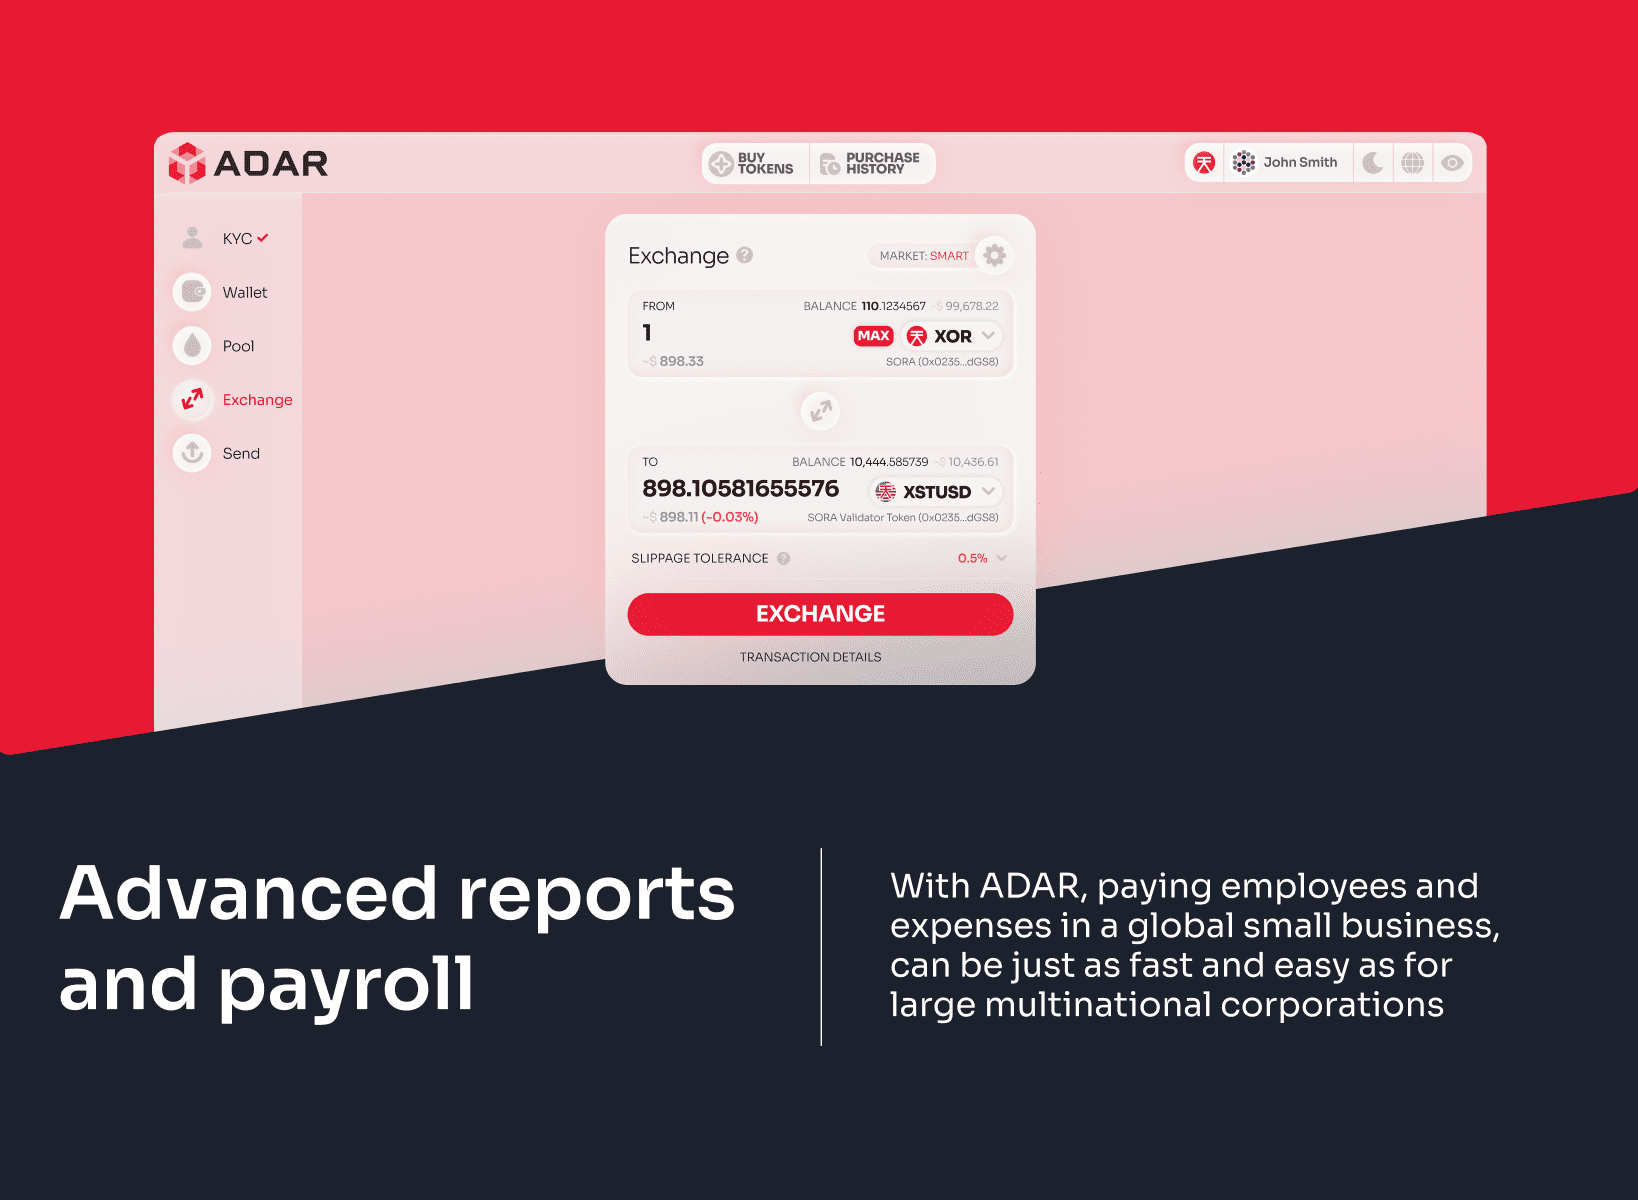 ADAR
BUY TOKENS
PURCHASE HISTORY
John Smith
KYC
Wallet
Pool
Exchange
Send
Exchange ?
MARKET: SMART
FROM
BALANCE 110.1234567 ~$ 99,678.22
1
MAX
XOR
~$ 898.33
SORA (0x0235...dGS8)
TO
BALANCE 10,444.585739 ~$ 10,436.61
898.10581655576
XSTUSD
~$ 898.11 (-0.03%)
SORA Validator Token (0x0235...dGS8)
SLIPPAGE TOLERANCE ?
0.5%
EXCHANGE
TRANSACTION DETAILS
Advanced reports
and payroll
With ADAR, paying employees and
expenses in a global small business,
can be just as fast and easy as for
large multinational corporations